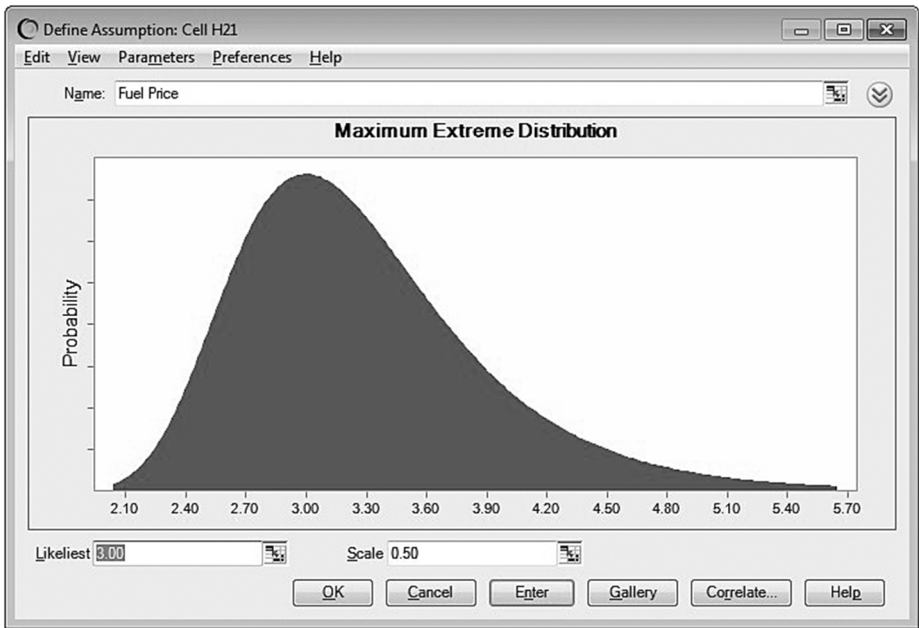 Define Assumption: Cell H21
Edit View Parameters Preferences Help
Name: Fuel Price
Maximum Extreme Distribution
Probability
2.10 2.40 2.70 3.00 3.30 3.60 3.90 4.20 4.50 4.80 5.10 5.40 5.70
Likeliest 3.00 Scale 0.50
OK Cancel Enter Gallery Correlate... Help